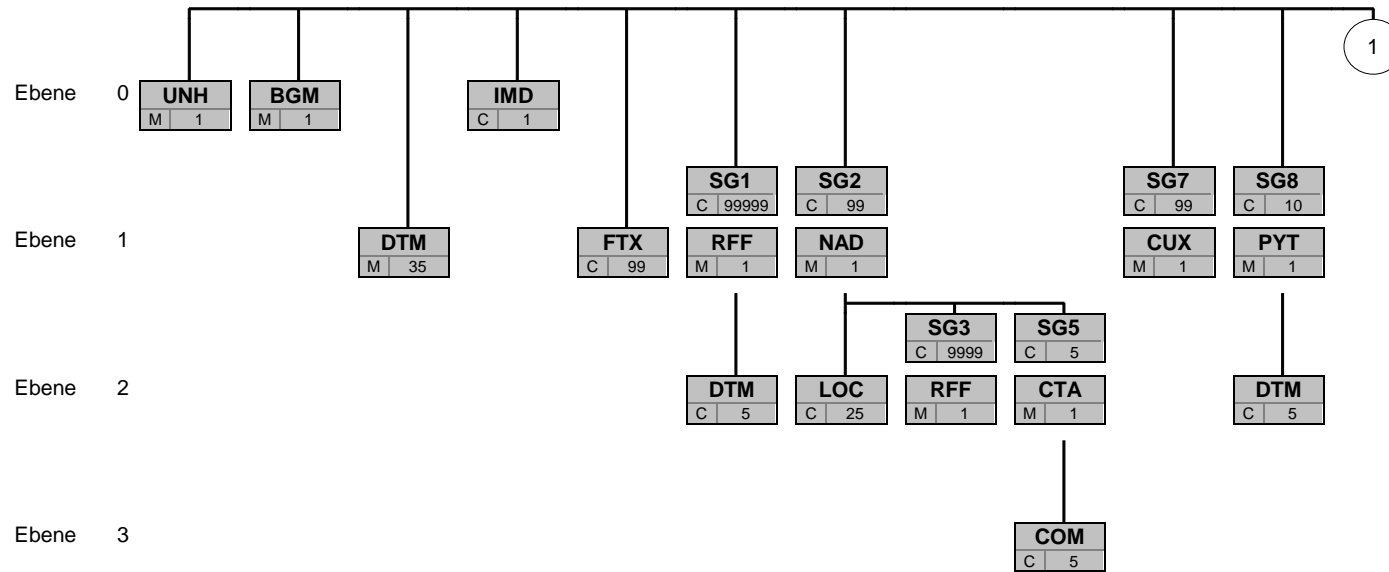 1
Ebene 0 UNH BGM IMD
M 1 M 1 C 1
SG1 SG2 SG7 SG8
C 99999 C 99 C 99 C 10
Ebene 1 DTM FTX RFF NAD CUX PYT
M 35 C 99 M 1 M 1 M 1 M 1
SG3 SG5
C 9999 C 5
Ebene 2 DTM LOC RFF CTA DTM
C 5 C 25 M 1 M 1 C 5
Ebene 3 COM
C 5